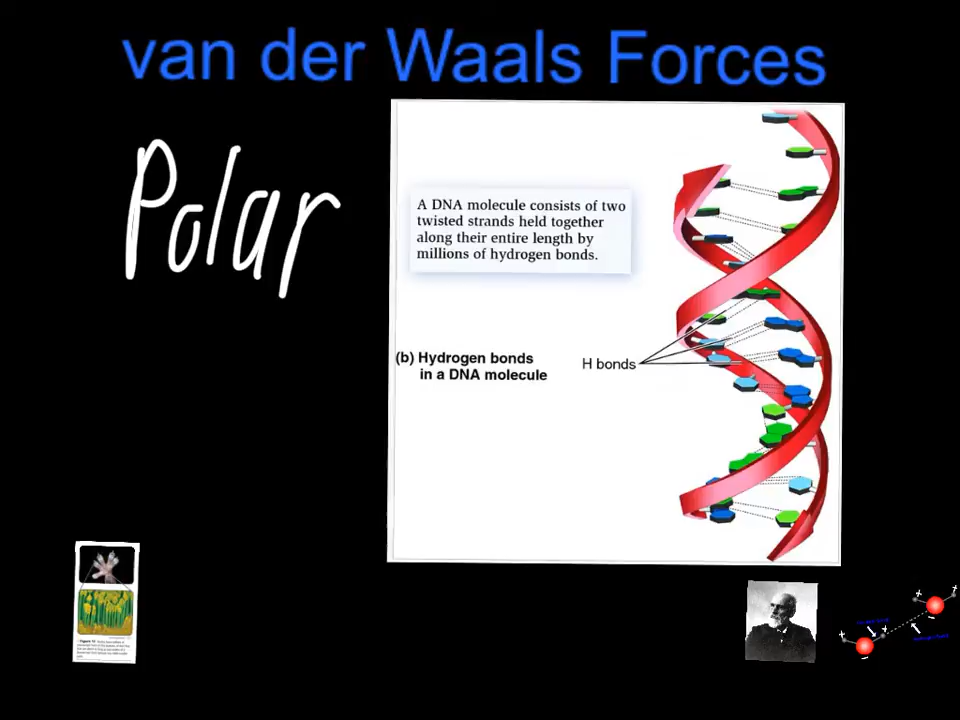 van der Waals Forces
Polar
A DNA molecule consists of two
twisted strands held together
along their entire length by
millions of hydrogen bonds.
(b) Hydrogen bonds
in a DNA molecule
H bonds